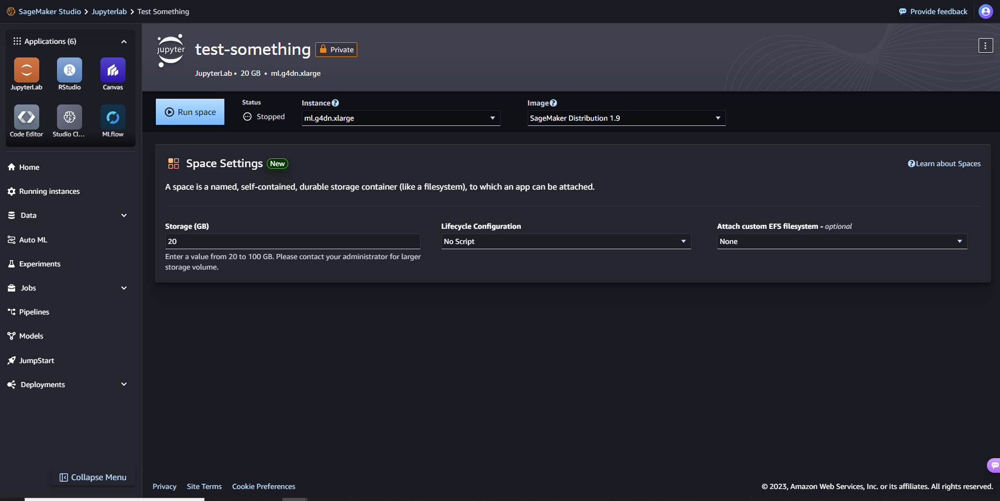 SageMaker Studio > Jupyterlab > Test Something
Provide feedback
Applications (6)
JupyterLab
RStudio
Canvas
Code Editor
Studio Cl...
MLflow
Home
Running instances
Data
Auto ML
Experiments
Jobs
Pipelines
Models
JumpStart
Deployments
Collapse Menu
jupyter
test-something
Private
JupyterLab • 20 GB • ml.g4dn.xlarge
Run space
Status
Stopped
Instance
ml.g4dn.xlarge
Image
SageMaker Distribution 1.9
Space Settings New
Learn about Spaces
A space is a named, self-contained, durable storage container (like a filesystem), to which an app can be attached.
Storage (GB)
20
Enter a value from 20 to 100 GB. Please contact your administrator for larger
storage volume.
Lifecycle Configuration
No Script
Attach custom EFS filesystem - optional
None
Privacy
Site Terms
Cookie Preferences
© 2023, Amazon Web Services, Inc. or its affiliates. All rights reserved.